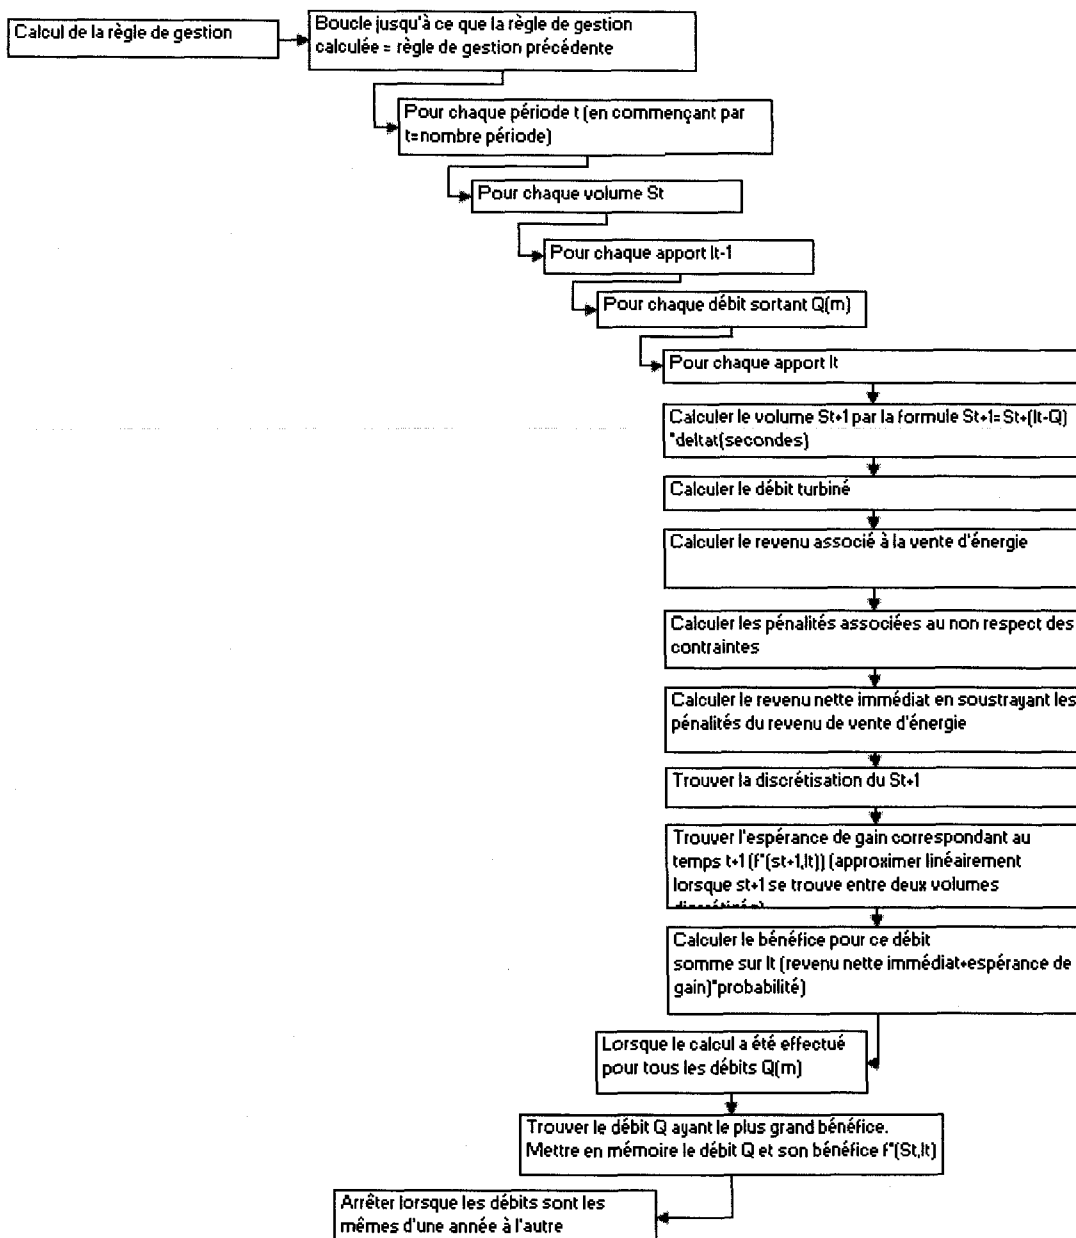 Calcul de la règle de gestion
Boucle jusqu'à ce que la règle de gestion
calculée = règle de gestion précédente
Pour chaque période t (en commençant par
t=nombre période)
Pour chaque volume St
Pour chaque apport It-1
Pour chaque débit sortant Q(m)
Pour chaque apport It
Calculer le volume St+1 par la formule St+1=St+(It-Q)
*deltat(secondes)
Calculer le débit turbiné
Calculer le revenu associé à la vente d'énergie
Calculer les pénalités associées au non respect des
contraintes
Calculer le revenu nette immédiat en soustrayant les
pénalités du revenu de vente d'énergie
Trouver la discrétisation du St+1
Trouver l'espérance de gain correspondant au
temps t+1 (f*(st+1,It)) (approximer linéairement
lorsque st+1 se trouve entre deux volumes
Calculer le bénéfice pour ce débit
somme sur It (revenu nette immédiat+espérance de
gain)*probabilité)
Lorsque le calcul a été effectué
pour tous les débits Q(m)
Trouver le débit Q ayant le plus grand bénéfice.
Mettre en mémoire le débit Q et son bénéfice f*(St,It)
Arrêter lorsque les débits sont les
mêmes d'une année à l'autre